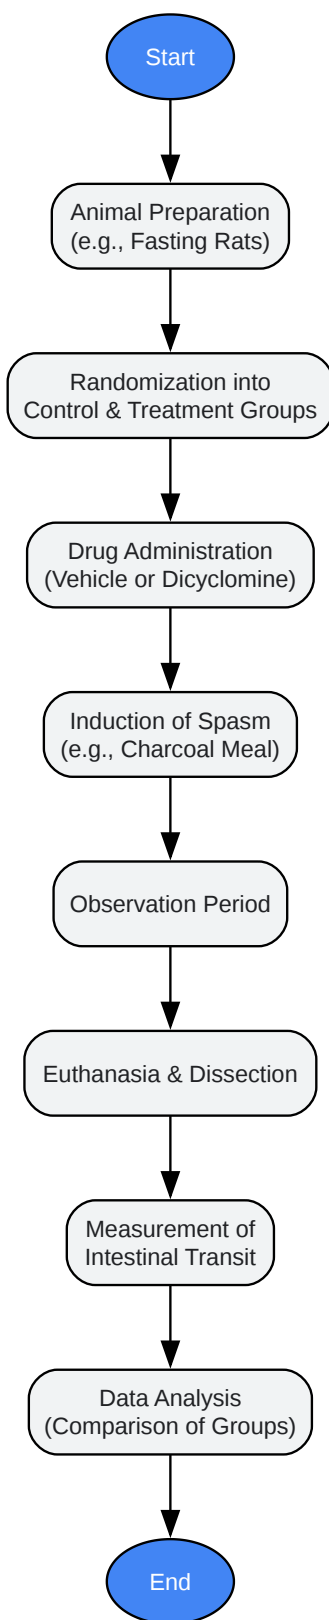 Start
Animal Preparation
(e.g., Fasting Rats)
Randomization into
Control & Treatment Groups
Drug Administration
(Vehicle or Dicyclomine)
Induction of Spasm
(e.g., Charcoal Meal)
Observation Period
Euthanasia & Dissection
Measurement of
Intestinal Transit
Data Analysis
(Comparison of Groups)
End